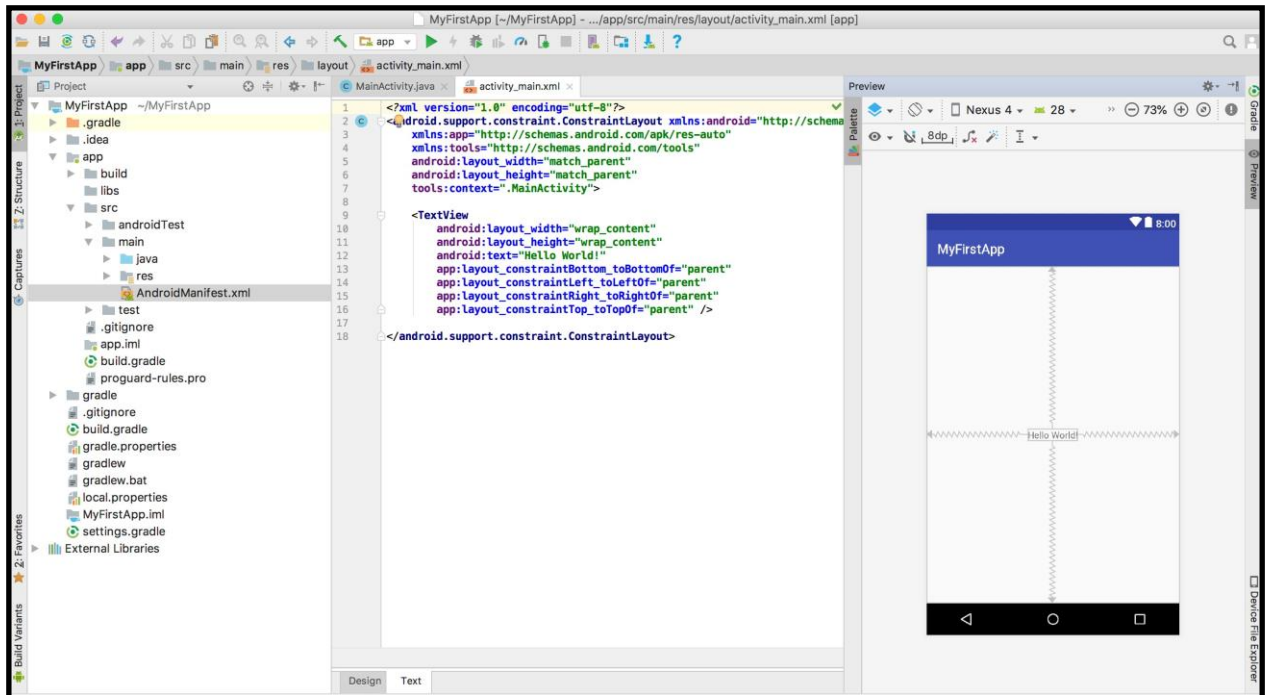 MyFirstApp [~/MyFirstApp] - .../app/src/main/res/layout/activity_main.xml [app]
app
MyFirstApp app src main res layout activity_main.xml
Project
MainActivity.java activity_main.xml
Preview
1: Project
Z: Structure
Captures
2: Favorites
Build Variants
MyFirstApp ~/MyFirstApp
.gradle
.idea
app
build
libs
src
androidTest
main
java
res
AndroidManifest.xml
test
.gitignore
app.iml
build.gradle
proguard-rules.pro
gradle
.gitignore
build.gradle
gradle.properties
gradlew
gradlew.bat
local.properties
MyFirstApp.iml
settings.gradle
External Libraries
1 <?xml version="1.0" encoding="utf-8"?>
2 <android.support.constraint.ConstraintLayout xmlns:android="http://schema
3 xmlns:app="http://schemas.android.com/apk/res-auto"
4 xmlns:tools="http://schemas.android.com/tools"
5 android:layout_width="match_parent"
6 android:layout_height="match_parent"
7 tools:context=".MainActivity">
8
9 <TextView
10 android:layout_width="wrap_content"
11 android:layout_height="wrap_content"
12 android:text="Hello World!"
13 app:layout_constraintBottom_toBottomOf="parent"
14 app:layout_constraintLeft_toLeftOf="parent"
15 app:layout_constraintRight_toRightOf="parent"
16 app:layout_constraintTop_toTopOf="parent" />
17
18 </android.support.constraint.ConstraintLayout>
Design Text
Palette
Nexus 4 28 73%
8dp
8:00
MyFirstApp
Hello World!
Gradle
Preview
Device File Explorer